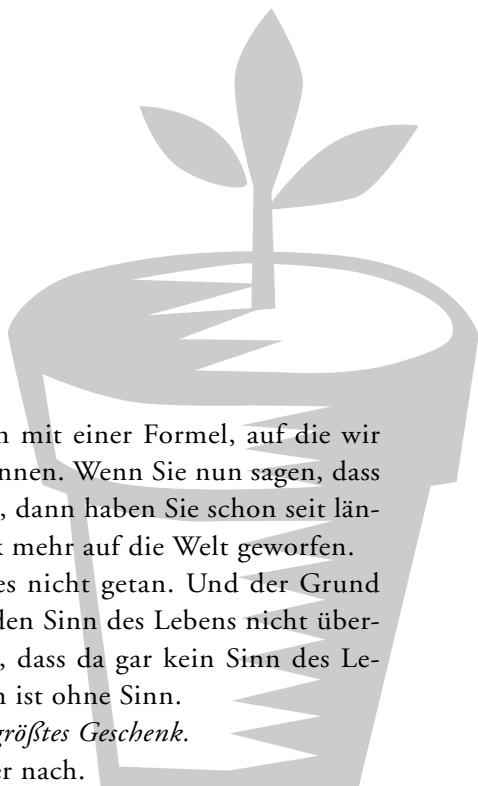 mit einer Formel, auf die wir
nnen. Wenn Sie nun sagen, dass
, dann haben Sie schon seit län-
k mehr auf die Welt geworfen.
es nicht getan. Und der Grund
den Sinn des Lebens nicht über-
, dass da gar kein Sinn des Le-
n ist ohne Sinn.
größtes Geschenk.
er nach.